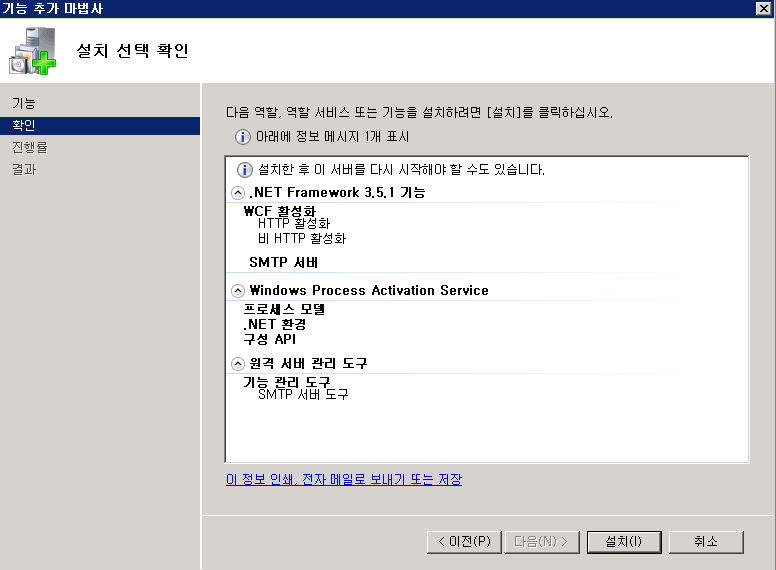 기능 추가 마법사
설치 선택 확인
기능
확인
진행률
결과
다음 역할, 역할 서비스 또는 기능을 설치하려면 [설치]를 클릭하십시오.
아래에 정보 메시지 1개 표시
설치한 후 이 서버를 다시 시작해야 할 수도 있습니다.
.NET Framework 3.5.1 기능
WCF 활성화
HTTP 활성화
비 HTTP 활성화
SMTP 서버
Windows Process Activation Service
프로세스 모델
.NET 환경
구성 API
원격 서버 관리 도구
기능 관리 도구
SMTP 서버 도구
이 정보 인쇄, 전자 메일로 보내기 또는 저장
< 이전(P) 다음(N) > 설치(I) 취소